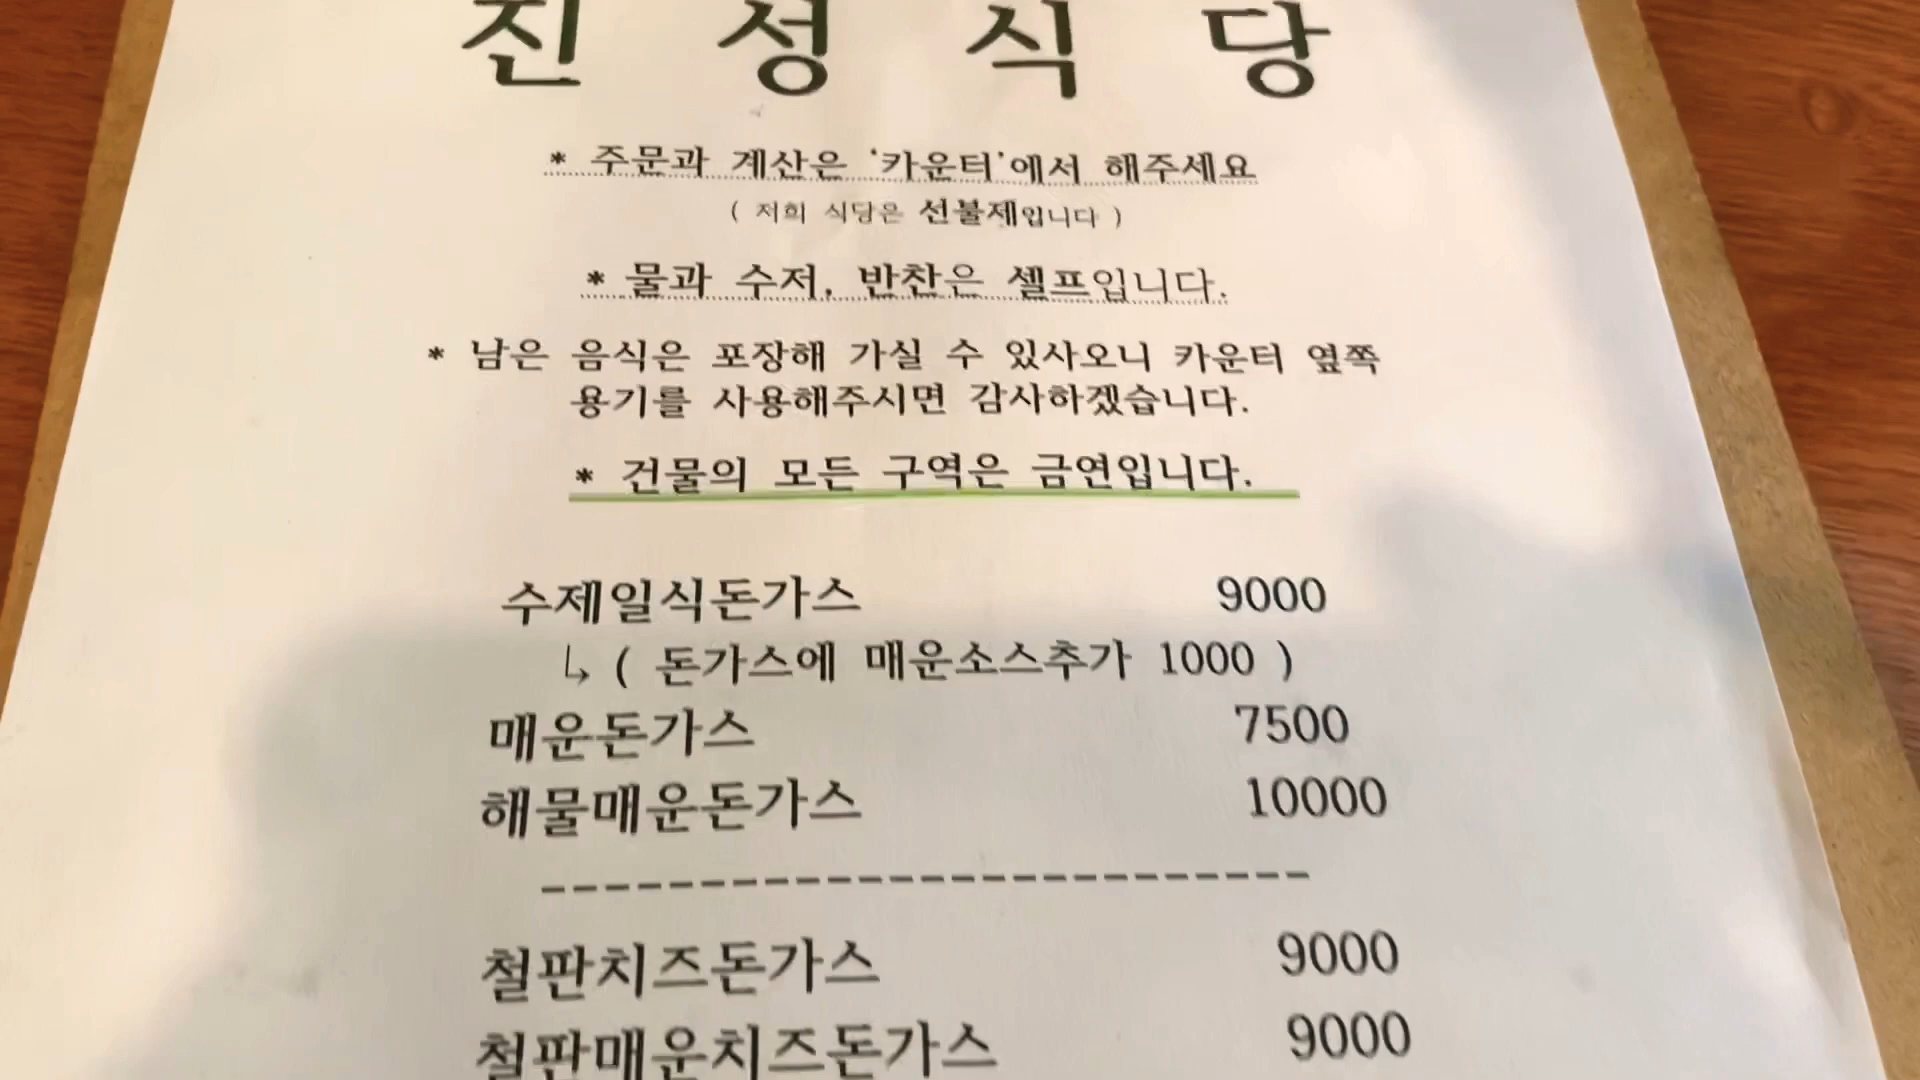 진 성 식 당
* 주문과 계산은 '카운터'에서 해주세요
( 저희 식당은 선불제입니다 )
* 물과 수저, 반찬은 셀프입니다.
* 남은 음식은 포장해 가실 수 있사오니 카운터 옆쪽
용기를 사용해주시면 감사하겠습니다.
* 건물의 모든 구역은 금연입니다.
수제일식돈가스 9000
↳ ( 돈가스에 매운소스추가 1000 )
매운돈가스 7500
해물매운돈가스 10000
-------------------------
철판치즈돈가스 9000
철판매운치즈돈가스 9000